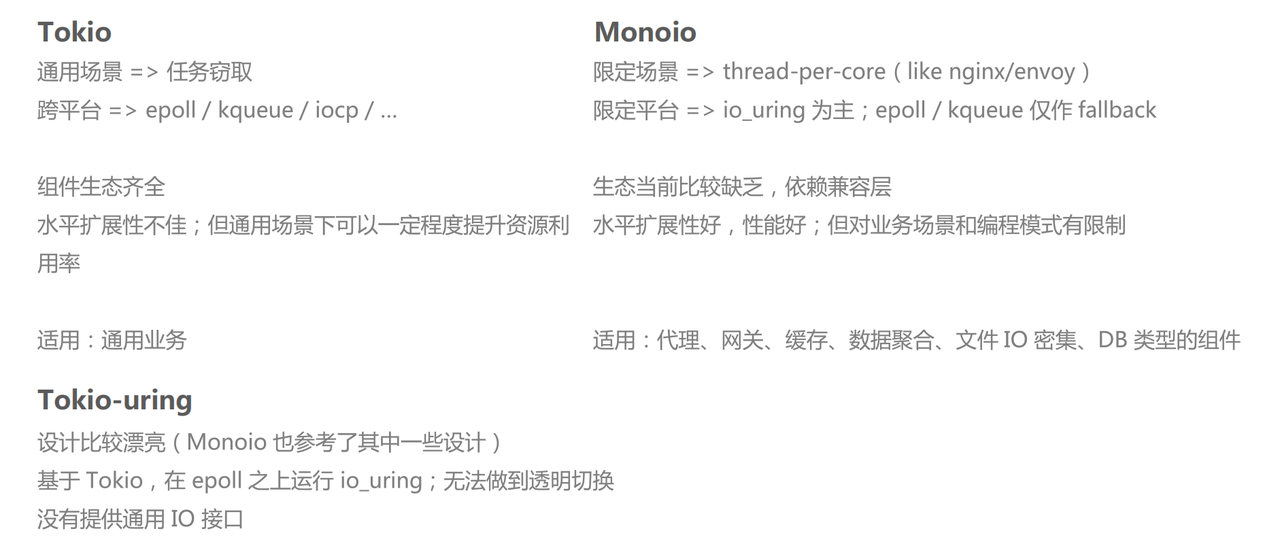 Tokio
通用场景 => 任务窃取
跨平台 => epoll / kqueue / iocp / ...
组件生态齐全
水平扩展性不佳；但通用场景下可以一定程度提升资源利
用率
适用：通用业务
Monoio
限定场景 => thread-per-core（like nginx/envoy）
限定平台 => io_uring 为主；epoll / kqueue 仅作 fallback
生态当前比较缺乏，依赖兼容层
水平扩展性好，性能好；但对业务场景和编程模式有限制
适用：代理、网关、缓存、数据聚合、文件 IO 密集、DB 类型的组件
Tokio-uring
设计比较漂亮（Monoio 也参考了其中一些设计）
基于 Tokio，在 epoll 之上运行 io_uring；无法做到透明切换
没有提供通用 IO 接口